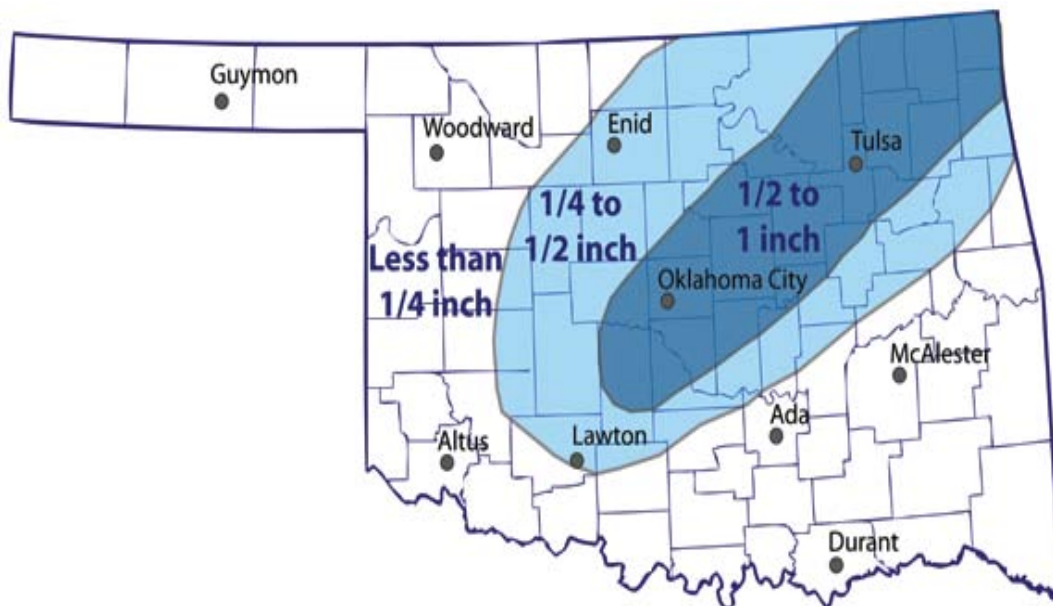 Guymon
Woodward
Enid
Tulsa
1/4 to
1/2 inch
1/2 to
1 inch
Less than
1/4 inch
Oklahoma City
McAlester
Ada
Altus
Lawton
Durant